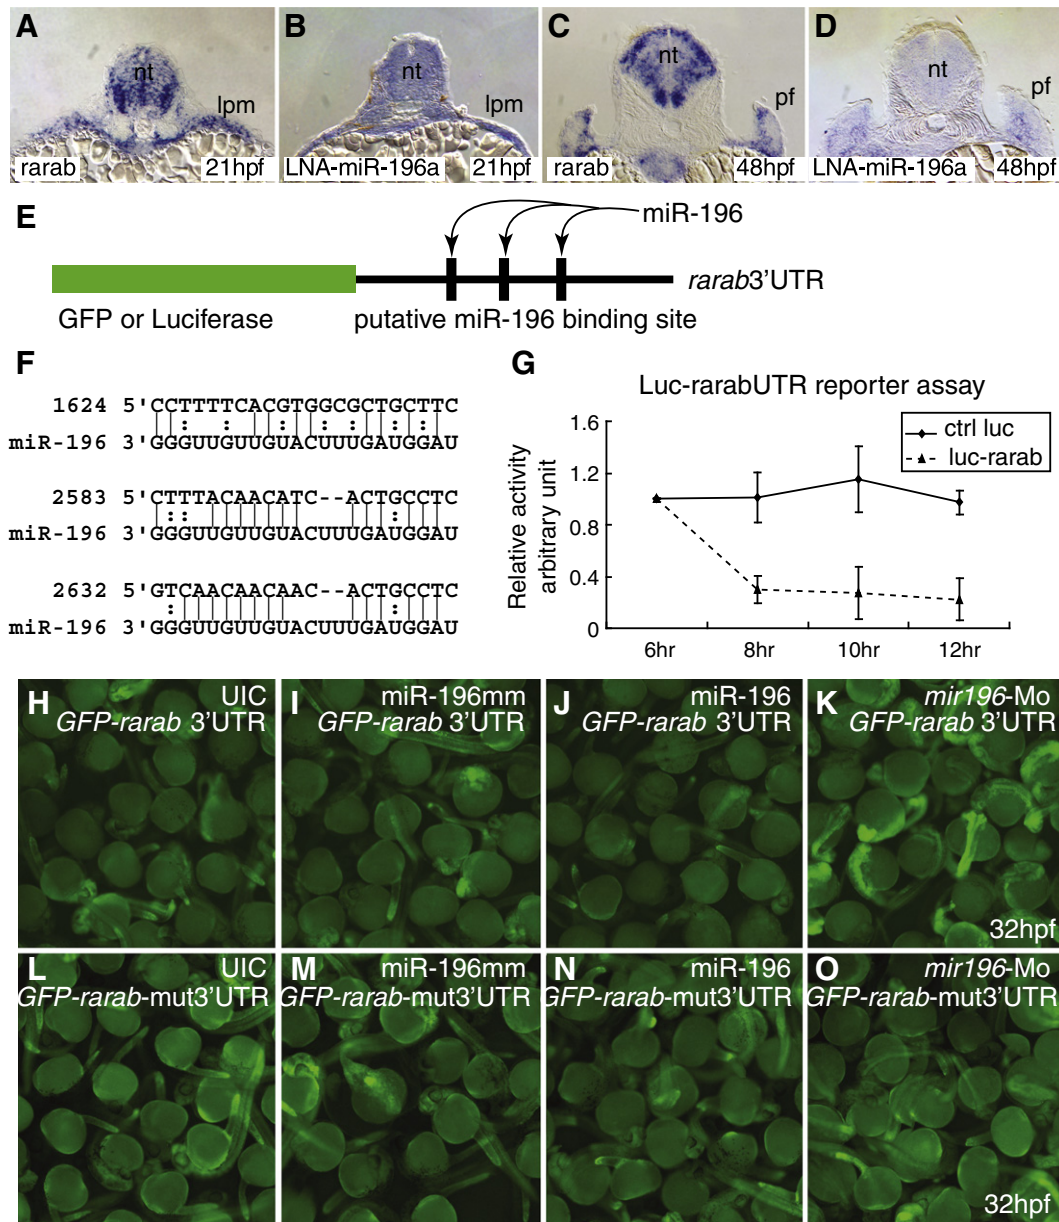 A
nt
lpm
rarab
21hpf
B
nt
lpm
LNA-miR-196a
21hpf
C
nt
pf
rarab
48hpf
D
nt
pf
LNA-miR-196a
48hpf
E
miR-196
rarab3'UTR
GFP or Luciferase
putative miR-196 binding site
F
1624 5'CCTTTTCACGTGGCGCTGCTTC
miR-196 3'GGGUUGUUGUACUUUGAUGGAU
2583 5'CTTTACAACATC--ACTGCCTC
miR-196 3'GGGUUGUUGUACUUUGAUGGAU
2632 5'GTCAACAACAAC--ACTGCCTC
miR-196 3'GGGUUGUUGUACUUUGAUGGAU
G
Luc-rarabUTR reporter assay
Relative activity
arbitrary unit
1.6
1.2
0.8
0.4
0
ctrl luc
luc-rarab
6hr
8hr
10hr
12hr
H
UIC
GFP-rarab 3'UTR
I
miR-196mm
GFP-rarab 3'UTR
J
miR-196
GFP-rarab 3'UTR
K
mir196-Mo
GFP-rarab 3'UTR
32hpf
L
UIC
GFP-rarab-mut3'UTR
M
miR-196mm
GFP-rarab-mut3'UTR
N
miR-196
GFP-rarab-mut3'UTR
O
mir196-Mo
GFP-rarab-mut3'UTR
32hpf